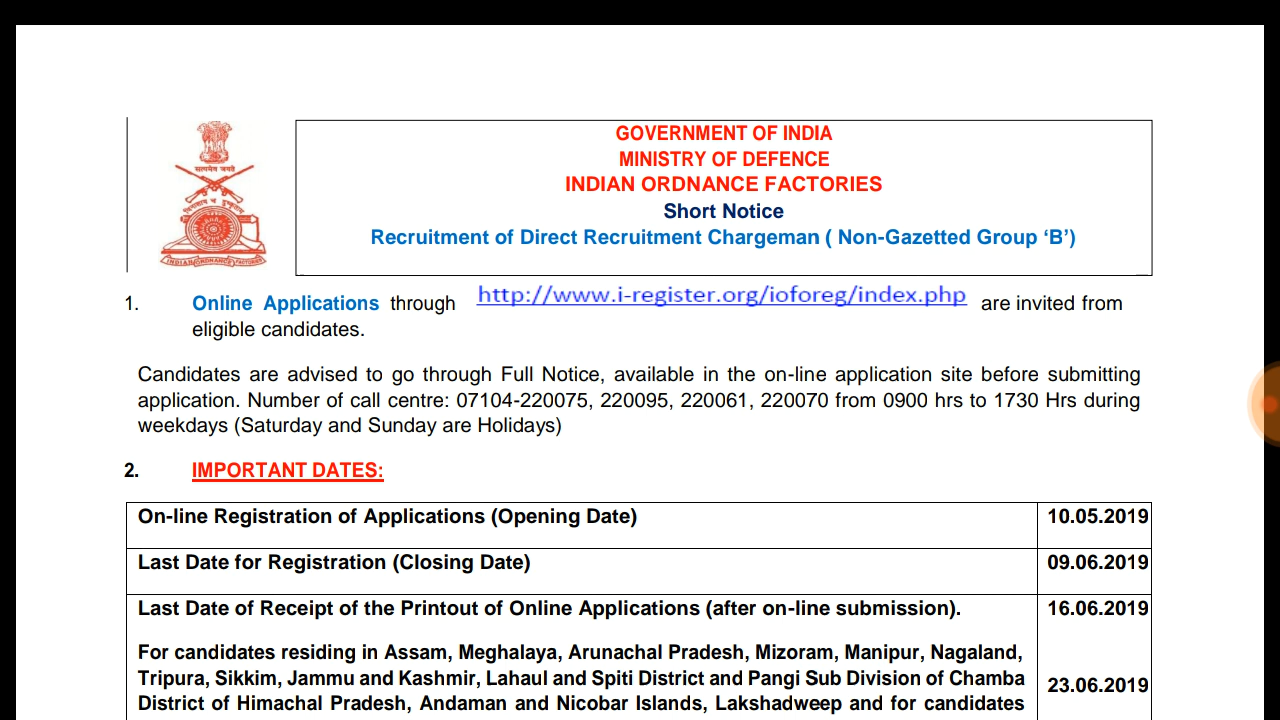 सत्यमेव जयते
INDIAN ORDNANCE FACTORIES
GOVERNMENT OF INDIA
MINISTRY OF DEFENCE
INDIAN ORDNANCE FACTORIES
Short Notice
Recruitment of Direct Recruitment Chargeman ( Non-Gazetted Group ‘B’)
1. Online Applications through http://www.i-register.org/ioforeg/index.php are invited from
eligible candidates.
Candidates are advised to go through Full Notice, available in the on-line application site before submitting
application. Number of call centre: 07104-220075, 220095, 220061, 220070 from 0900 hrs to 1730 Hrs during
weekdays (Saturday and Sunday are Holidays)
2. IMPORTANT DATES:
On-line Registration of Applications (Opening Date) 10.05.2019
Last Date for Registration (Closing Date) 09.06.2019
Last Date of Receipt of the Printout of Online Applications (after on-line submission). 16.06.2019
For candidates residing in Assam, Meghalaya, Arunachal Pradesh, Mizoram, Manipur, Nagaland,
Tripura, Sikkim, Jammu and Kashmir, Lahaul and Spiti District and Pangi Sub Division of Chamba 23.06.2019
District of Himachal Pradesh, Andaman and Nicobar Islands, Lakshadweep and for candidates